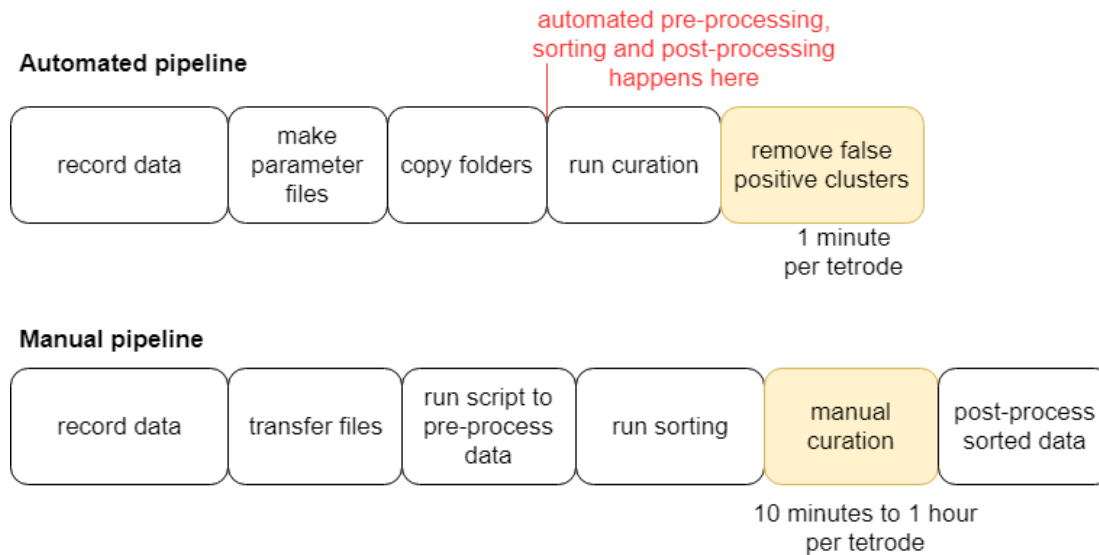 automated pre-processing,
sorting and post-processing
happens here
Automated pipeline
record data
make
parameter
files
copy folders
run curation
remove false
positive clusters
1 minute
per tetrode
Manual pipeline
record data
transfer files
run script to
pre-process
data
run sorting
manual
curation
post-process
sorted data
10 minutes to 1 hour
per tetrode